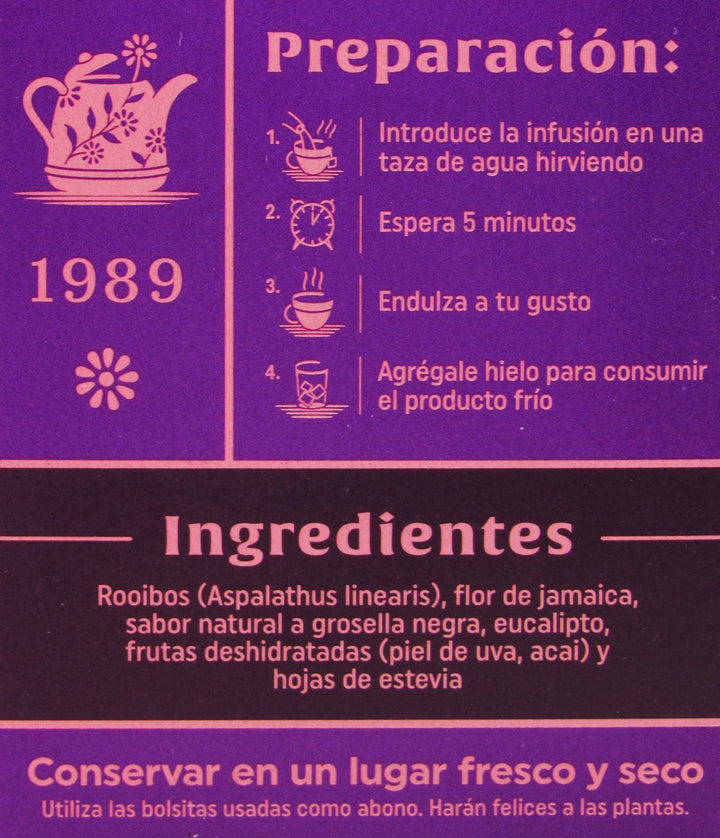 1989
Preparación:
1.
Introduce la infusión en una
taza de agua hirviendo
2.
Espera 5 minutos
3.
Endulza a tu gusto
4.
Agrégale hielo para consumir
el producto frío
Ingredientes
Rooibos (Aspalathus linearis), flor de jamaica,
sabor natural a grosella negra, eucalipto,
frutas deshidratadas (piel de uva, acai) y
hojas de estevia
Conservar en un lugar fresco y seco
Utiliza las bolsitas usadas como abono. Harán felices a las plantas.